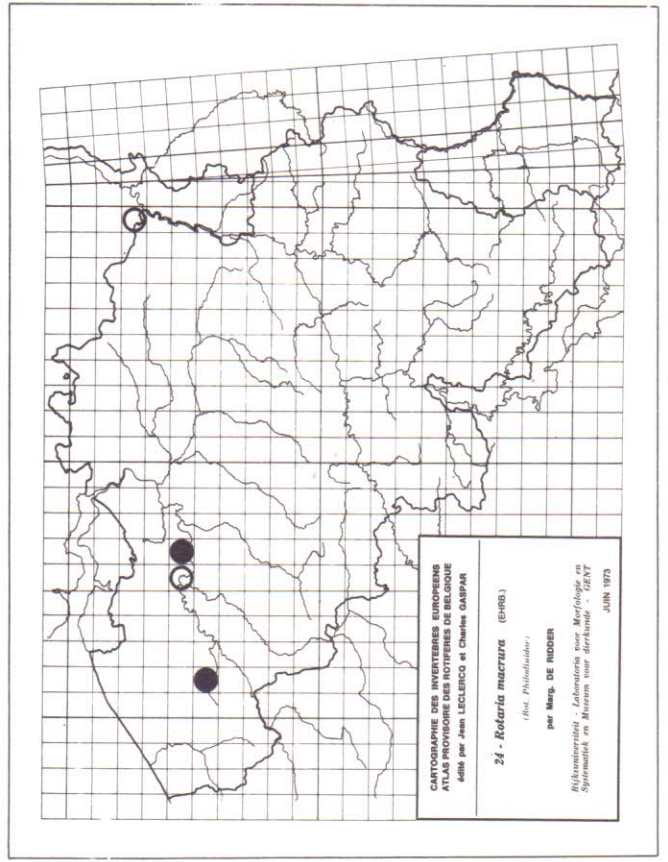 CARTOGRAPHIE DES INVERTEBRES EUROPEENS
ATLAS PROVISOIRE DES ROTIFERES DE BELGIQUE
édité par Jean LECLERCQ et Charles GASPAR
24 - Rotaria macrura (EHRB.)
(Rot. Philodinidae)
par Marg. DE RIDDER
Rijksuniversiteit - Laboratoria voor Morfologie en
Systematiek en Museum voor dierkunde - GENT
JUIN 1973